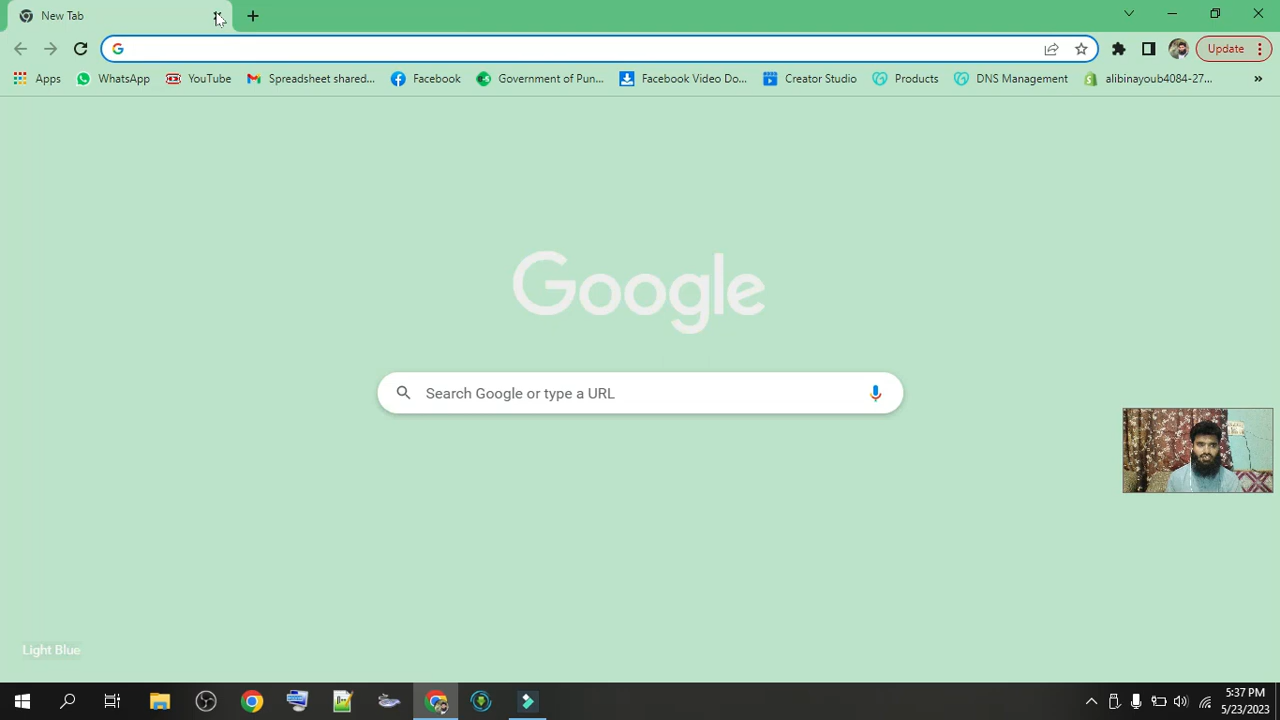 New Tab
Update
Apps WhatsApp YouTube Spreadsheet shared... Facebook Government of Pun... Facebook Video Do... Creator Studio Products DNS Management alibinayoub4084-27... »
Google
Search Google or type a URL
Light Blue
5:37 PM
5/23/2023